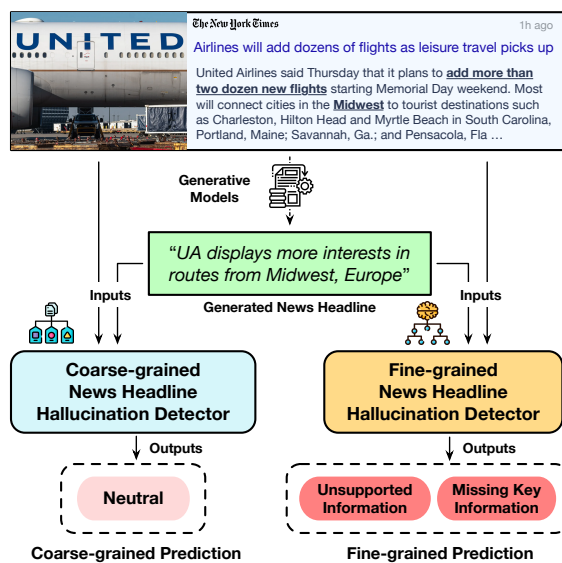 UNITED
The New York Times
1h ago
Airlines will add dozens of flights as leisure travel picks up
United Airlines said Thursday that it plans to add more than
two dozen new flights starting Memorial Day weekend. Most
will connect cities in the Midwest to tourist destinations such
as Charleston, Hilton Head and Myrtle Beach in South Carolina,
Portland, Maine; Savannah, Ga.; and Pensacola, Fla ...
Generative
Models
“UA displays more interests in
routes from Midwest, Europe”
Inputs
Generated News Headline
Inputs
Coarse-grained
News Headline
Hallucination Detector
Fine-grained
News Headline
Hallucination Detector
Outputs
Outputs
Neutral
Unsupported
Information
Missing Key
Information
Coarse-grained Prediction
Fine-grained Prediction